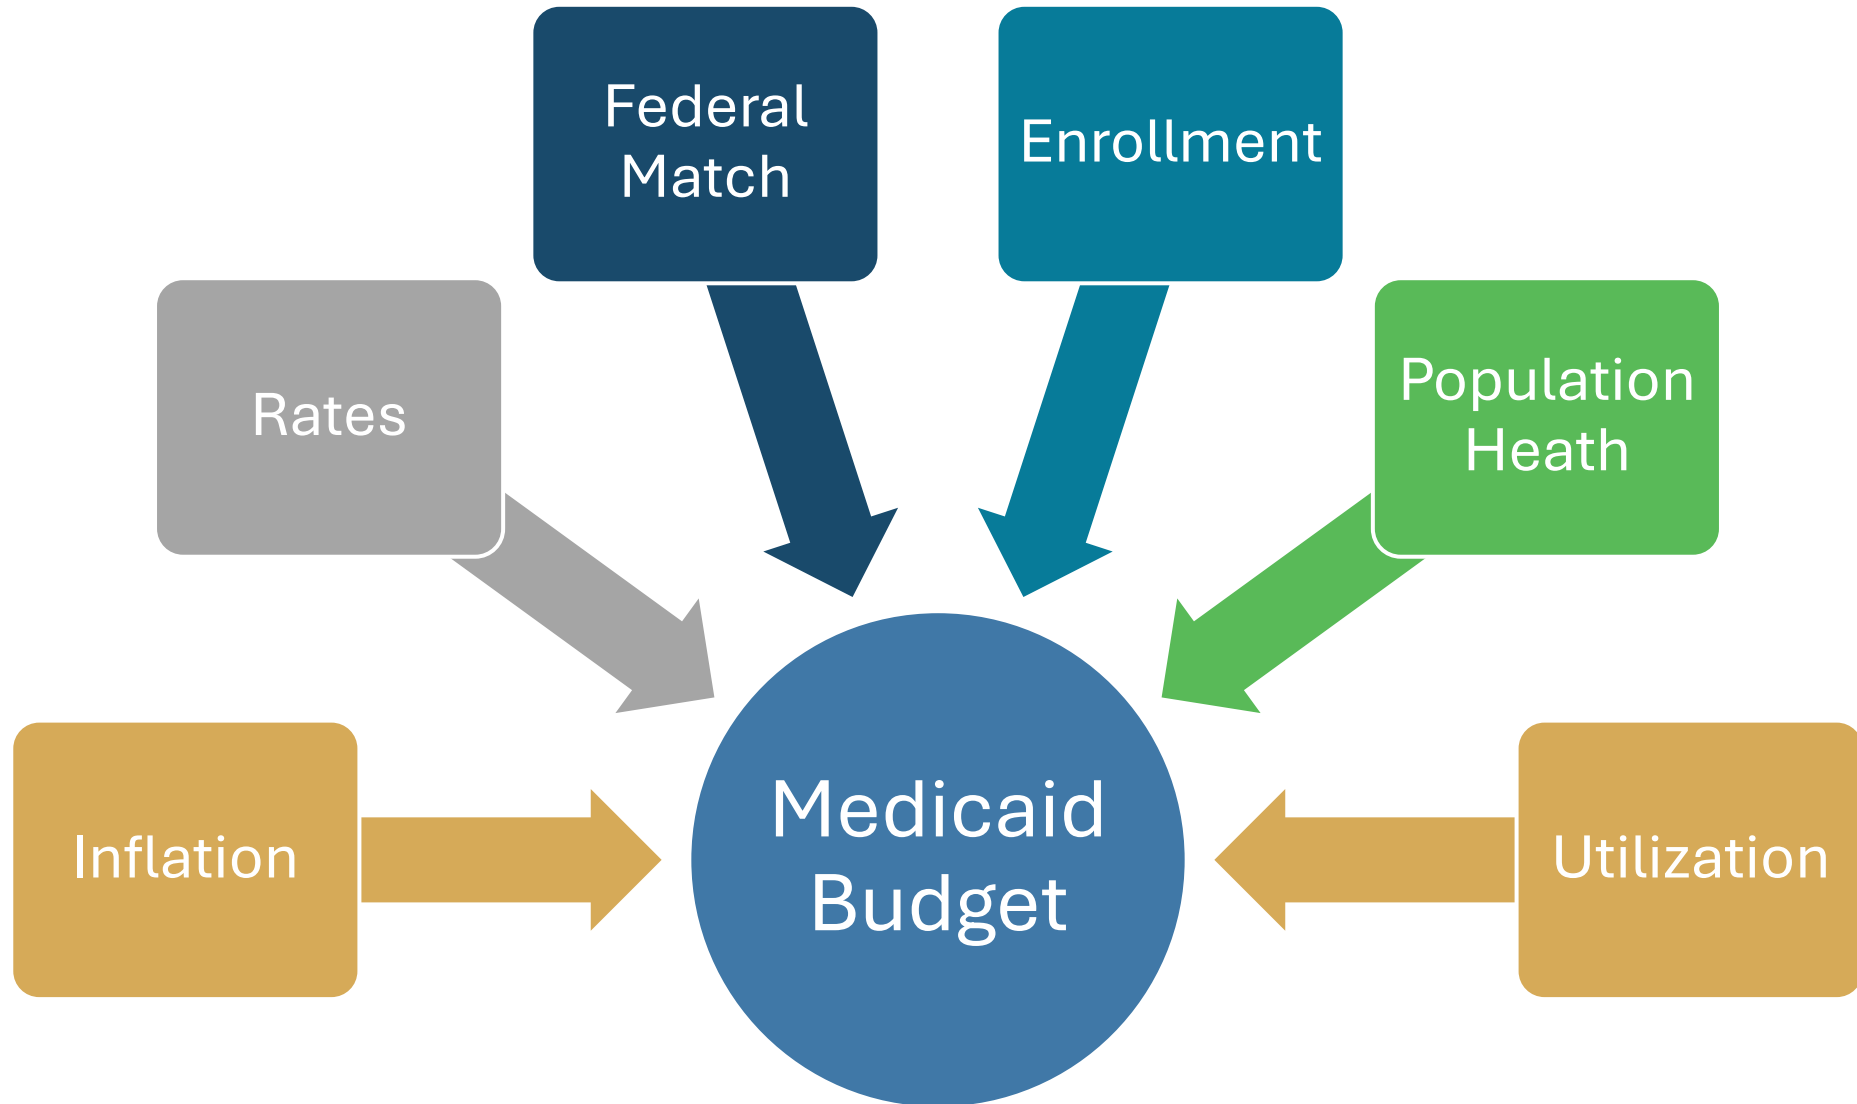 Federal
Match
Enrollment
Rates
Population
Heath
Inflation
Medicaid
Budget
Utilization